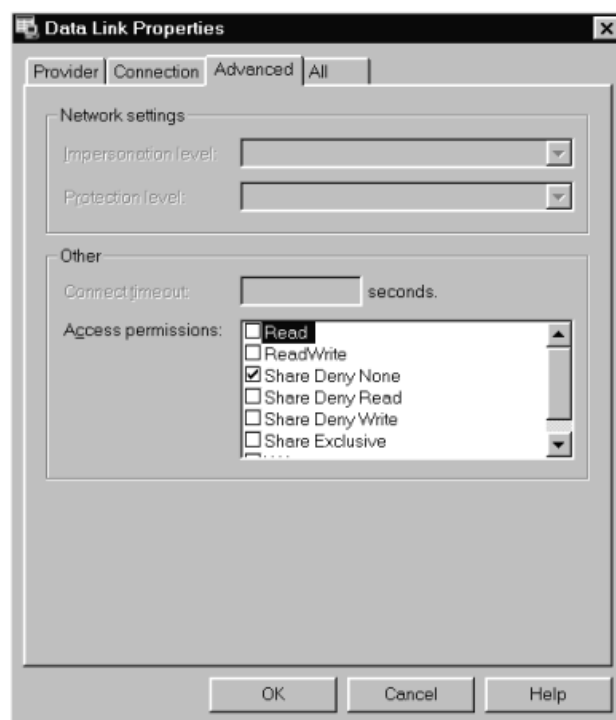 Data Link Properties
Provider Connection Advanced All
Network settings
Impersonation level:
Protection level:
Other
Connect timeout: seconds.
Access permissions: Read
ReadWrite
Share Deny None
Share Deny Read
Share Deny Write
Share Exclusive
OK Cancel Help